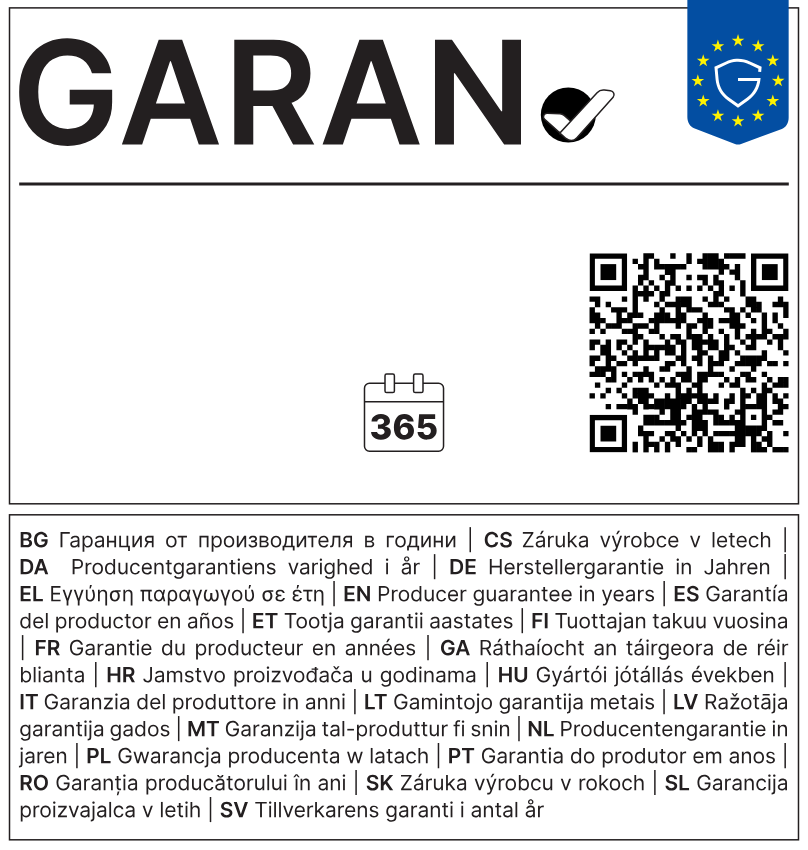 GARAN
365
BG Гаранция от производителя в години | CS Záruka výrobce v letech |
DA Producentgarantiens varighed i år | DE Herstellergarantie in Jahren |
EL Εγγύηση παραγωγού σε έτη | EN Producer guarantee in years | ES Garantía
del productor en años | ET Tootja garantii aastates | FI Tuottajan takuu vuosina
| FR Garantie du producteur en années | GA Ráthaíocht an táirgeora de réir
blianta | HR Jamstvo proizvođača u godinama | HU Gyártói jótállás években |
IT Garanzia del produttore in anni | LT Gamintojo garantija metais | LV Ražotāja
garantija gados | MT Garanzija tal-produttur fi snin | NL Producentengarantie in
jaren | PL Gwarancja producenta w latach | PT Garantia do produtor em anos |
RO Garanția producătorului în ani | SK Záruka výrobcu v rokoch | SL Garancija
proizvajalca v letih | SV Tillverkarens garanti i antal år